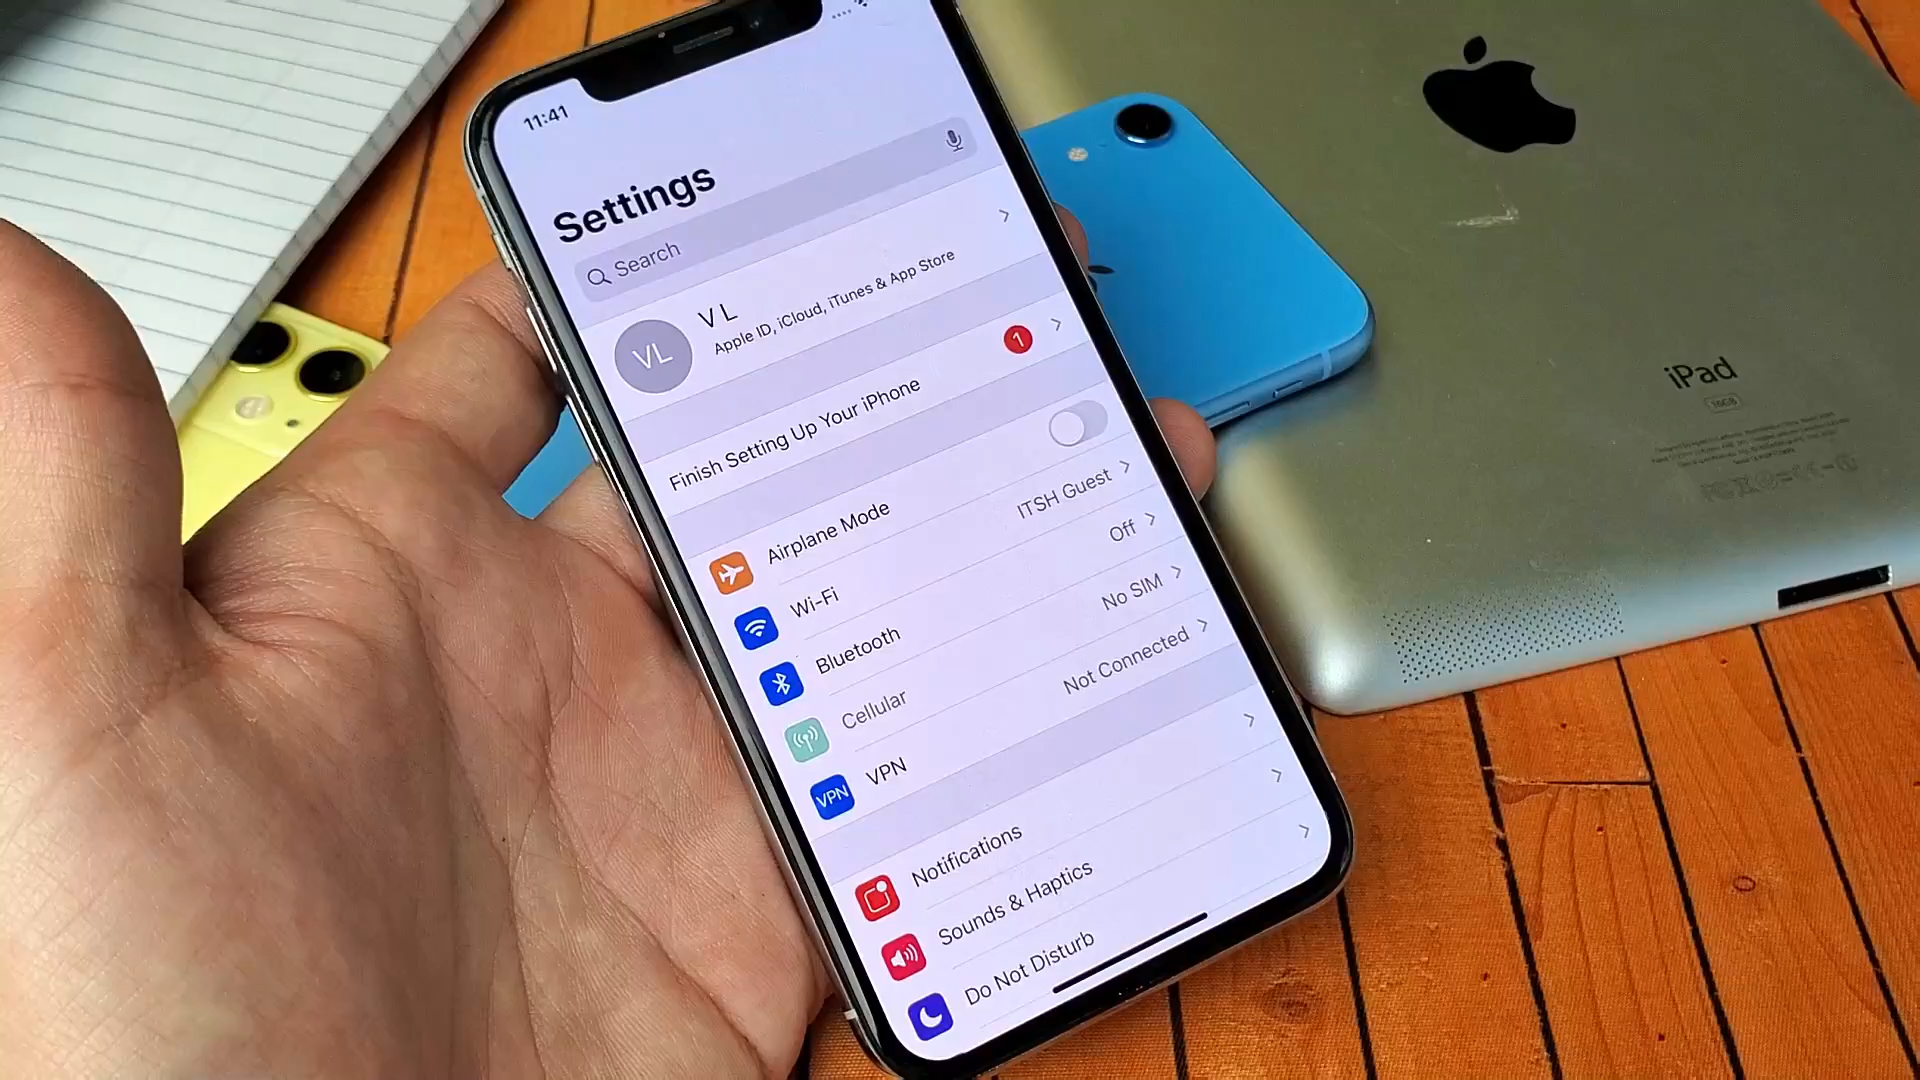 11:41
Settings
Search
VL
V L
Apple ID, iCloud, iTunes & App Store
Finish Setting Up Your iPhone
1
Airplane Mode
Wi-Fi
ITSH Guest
Bluetooth
Off
Cellular
No SIM
VPN
VPN
Not Connected
Notifications
Sounds & Haptics
Do Not Disturb
iPad
16GB